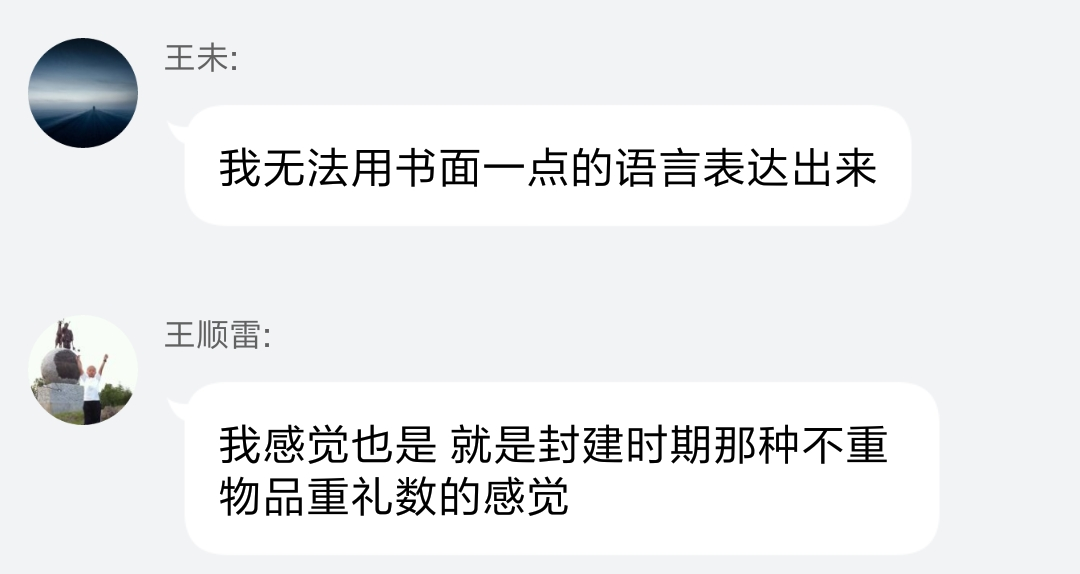 王未:
我无法用书面一点的语言表达出来
王顺雷:
我感觉也是 就是封建时期那种不重
物品重礼数的感觉